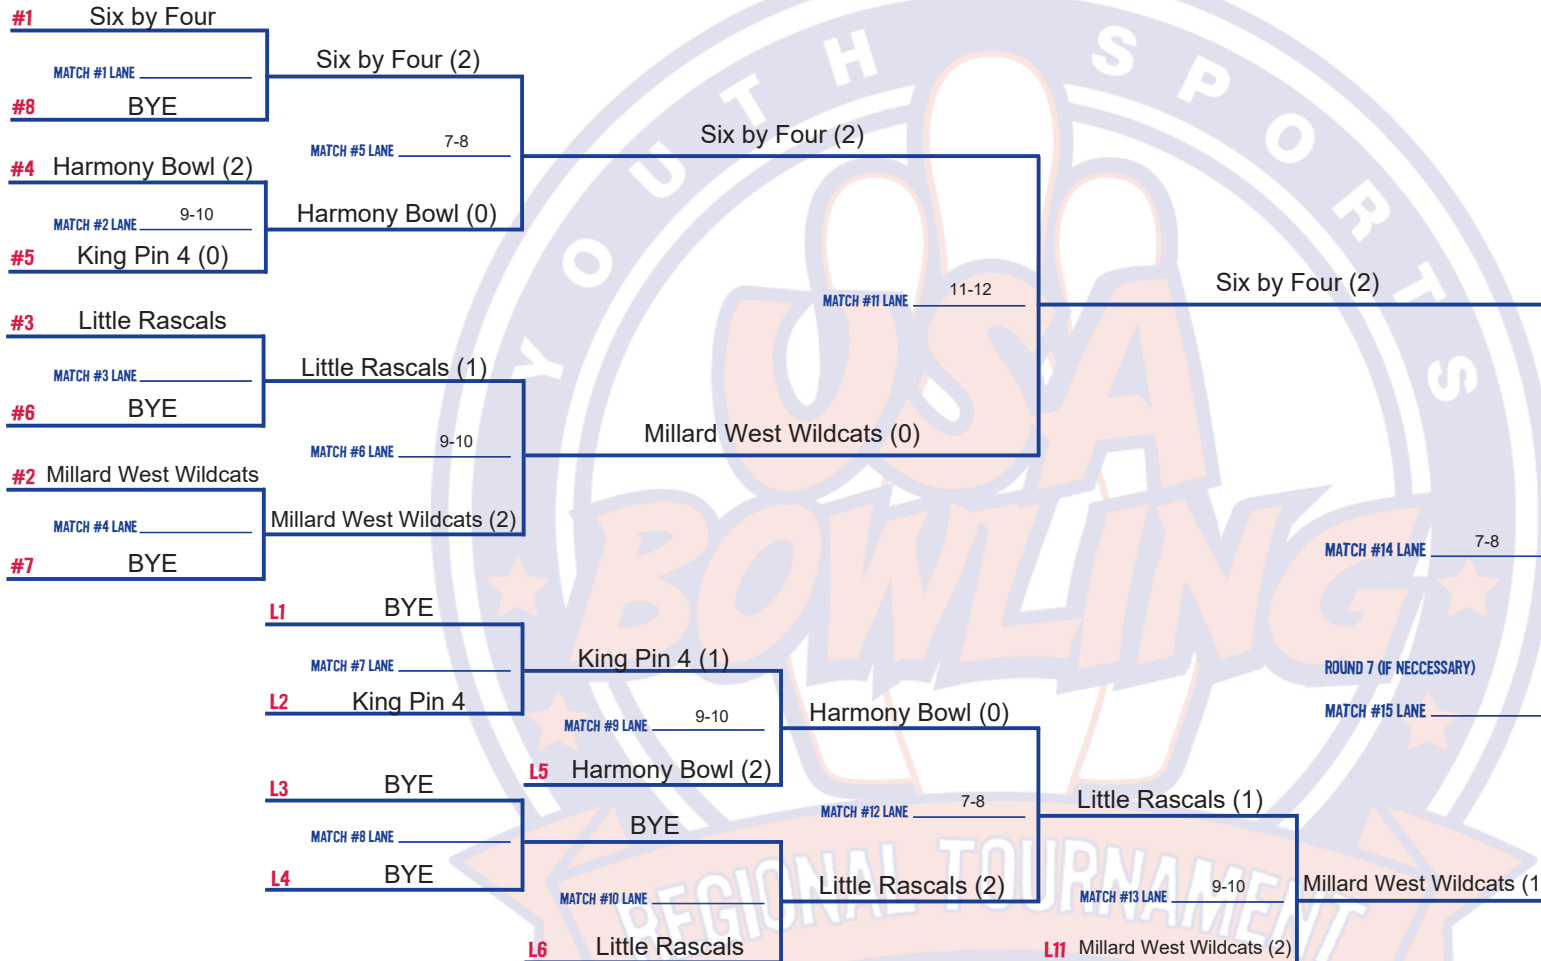 #1 Six by Four
MATCH #1 LANE
#8 BYE
Six by Four (2)
#4 Harmony Bowl (2)
MATCH #2 LANE 9-10
#5 King Pin 4 (0)
MATCH #5 LANE 7-8
Harmony Bowl (0)
Six by Four (2)
#3 Little Rascals
MATCH #3 LANE
#6 BYE
Little Rascals (1)
#2 Millard West Wildcats
MATCH #4 LANE
#7 BYE
MATCH #6 LANE 9-10
Millard West Wildcats (2)
Millard West Wildcats (0)
MATCH #11 LANE 11-12
Six by Four (2)
MATCH #14 LANE 7-8
ROUND 7 (IF NECCESSARY)
MATCH #15 LANE
L1 BYE
MATCH #7 LANE
L2 King Pin 4
King Pin 4 (1)
MATCH #9 LANE 9-10
L5 Harmony Bowl (2)
Harmony Bowl (0)
L3 BYE
MATCH #8 LANE
L4 BYE
BYE
MATCH #10 LANE
L6 Little Rascals
Little Rascals (2)
MATCH #12 LANE 7-8
Little Rascals (1)
MATCH #13 LANE 9-10
L11 Millard West Wildcats (2)
Millard West Wildcats (1
YOUTH SPORTS
USA
BOWLING
REGIONAL TOURNAMENT